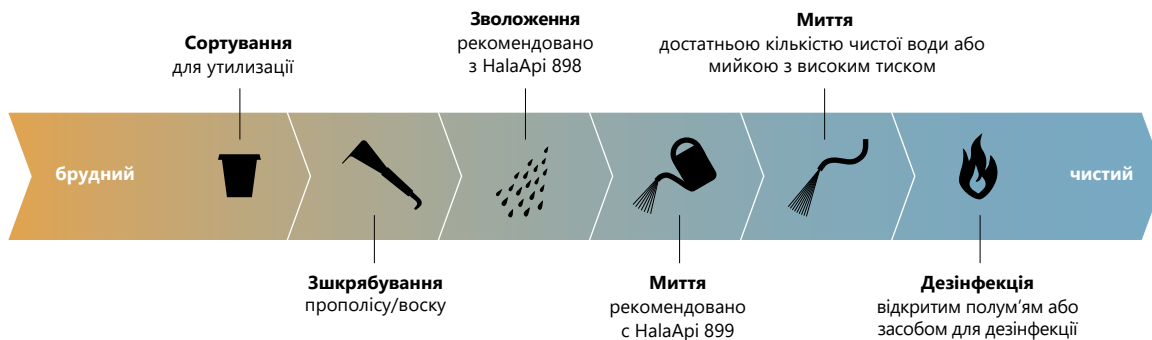 Сортування
для утилизації
Зволоження
рекомендовано
з HalaApi 898
Миття
достатньою кількістю чистої води або
мийкою з високим тиском
брудний
чистий
Зшкрябування
прополісу/воску
Миття
рекомендовано
с HalaApi 899
Дезінфекція
відкритим полум’ям або
засобом для дезінфекції